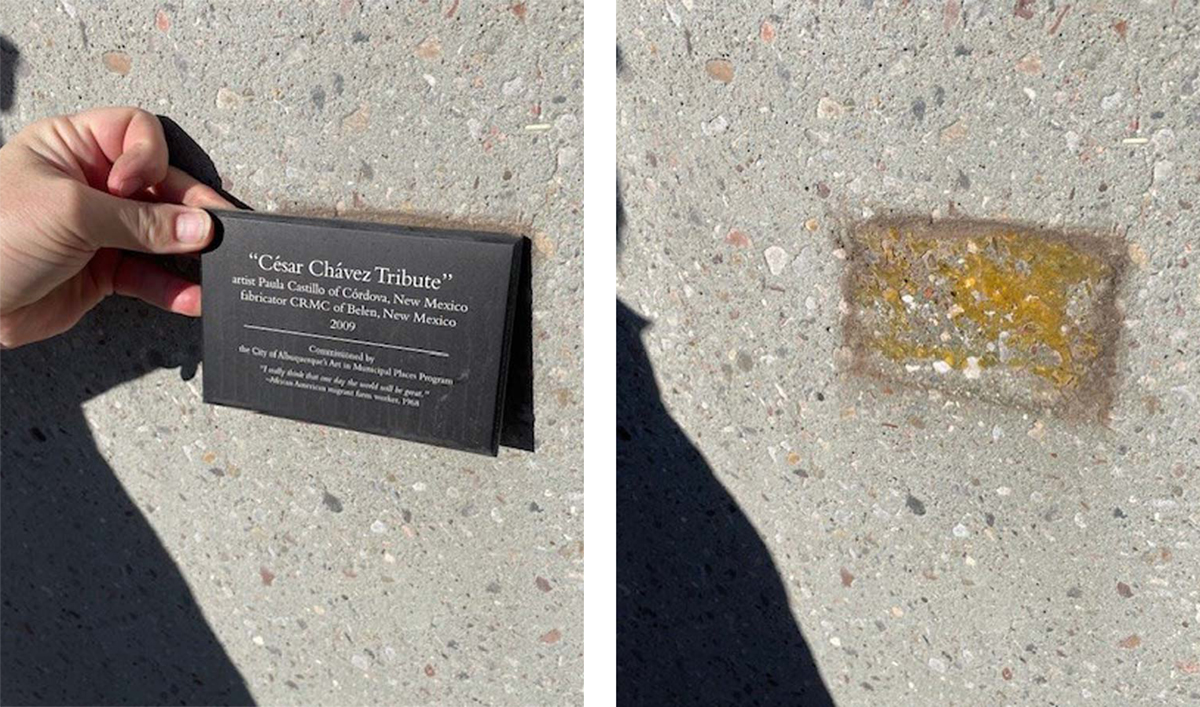 “César Chávez Tribute”
artist Paula Castillo of Córdova, New Mexico
fabricator CRMC of Belen, New Mexico
2009
Commissioned by
the City of Albuquerque's Art in Municipal Places Program
"I really think that one day the world will be great."
~African American migrant farm worker, 1968